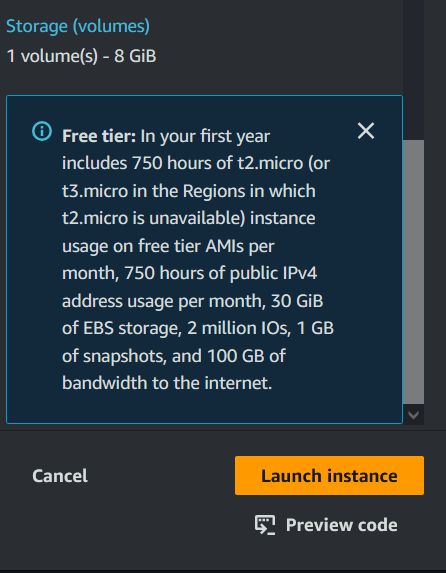 Storage (volumes)
1 volume(s) - 8 GiB
Free tier: In your first year
includes 750 hours of t2.micro (or
t3.micro in the Regions in which
t2.micro is unavailable) instance
usage on free tier AMIs per
month, 750 hours of public IPv4
address usage per month, 30 GiB
of EBS storage, 2 million IOs, 1 GB
of snapshots, and 100 GB of
bandwidth to the internet.
Cancel
Launch instance
Preview code